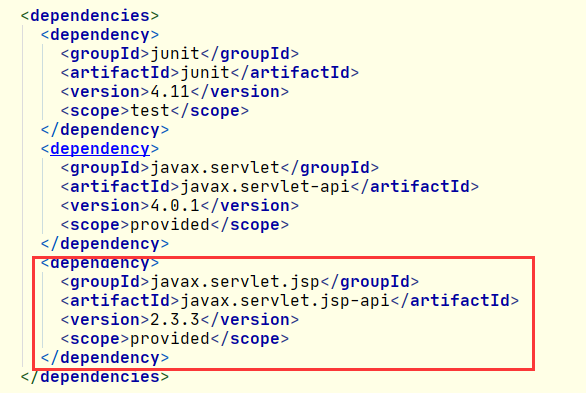 <dependencies>
<dependency>
<groupId>junit</groupId>
<artifactId>junit</artifactId>
<version>4.11</version>
<scope>test</scope>
</dependency>
<dependency>
<groupId>javax.servlet</groupId>
<artifactId>javax.servlet-api</artifactId>
<version>4.0.1</version>
<scope>provided</scope>
</dependency>
<dependency>
<groupId>javax.servlet.jsp</groupId>
<artifactId>javax.servlet.jsp-api</artifactId>
<version>2.3.3</version>
<scope>provided</scope>
</dependency>
</dependencies>